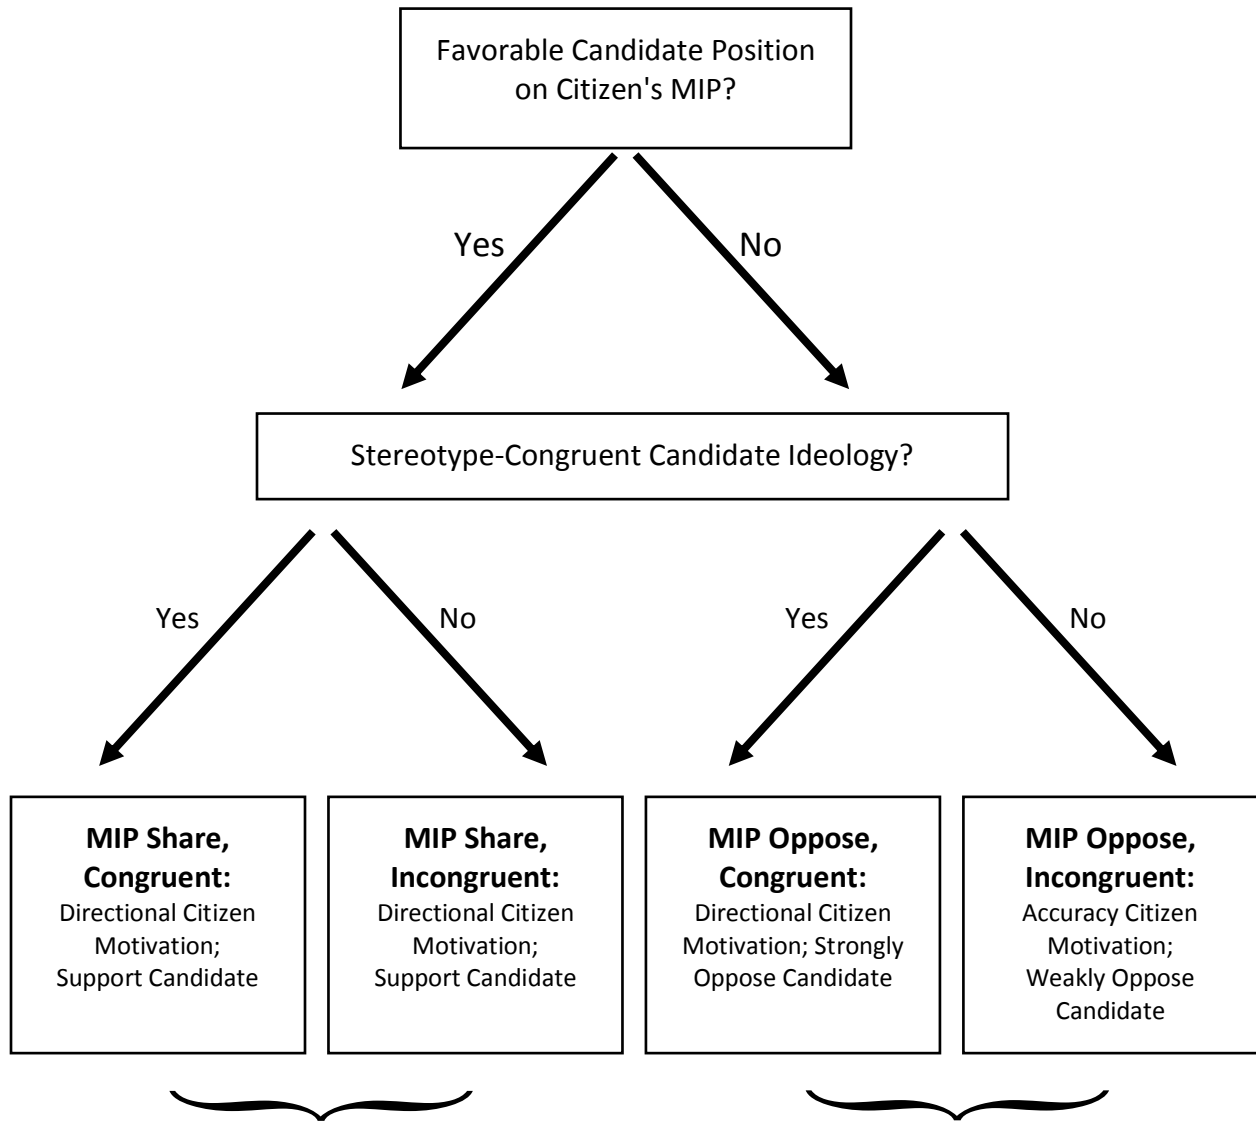 Favorable Candidate Position
on Citizen's MIP?
Yes
No
Stereotype-Congruent Candidate Ideology?
Yes
No
Yes
No
MIP Share,
Congruent:
Directional Citizen
Motivation;
Support Candidate
MIP Share,
Incongruent:
Directional Citizen
Motivation;
Support Candidate
MIP Oppose,
Congruent:
Directional Citizen
Motivation; Strongly
Oppose Candidate
MIP Oppose,
Incongruent:
Accuracy Citizen
Motivation;
Weakly Oppose
Candidate